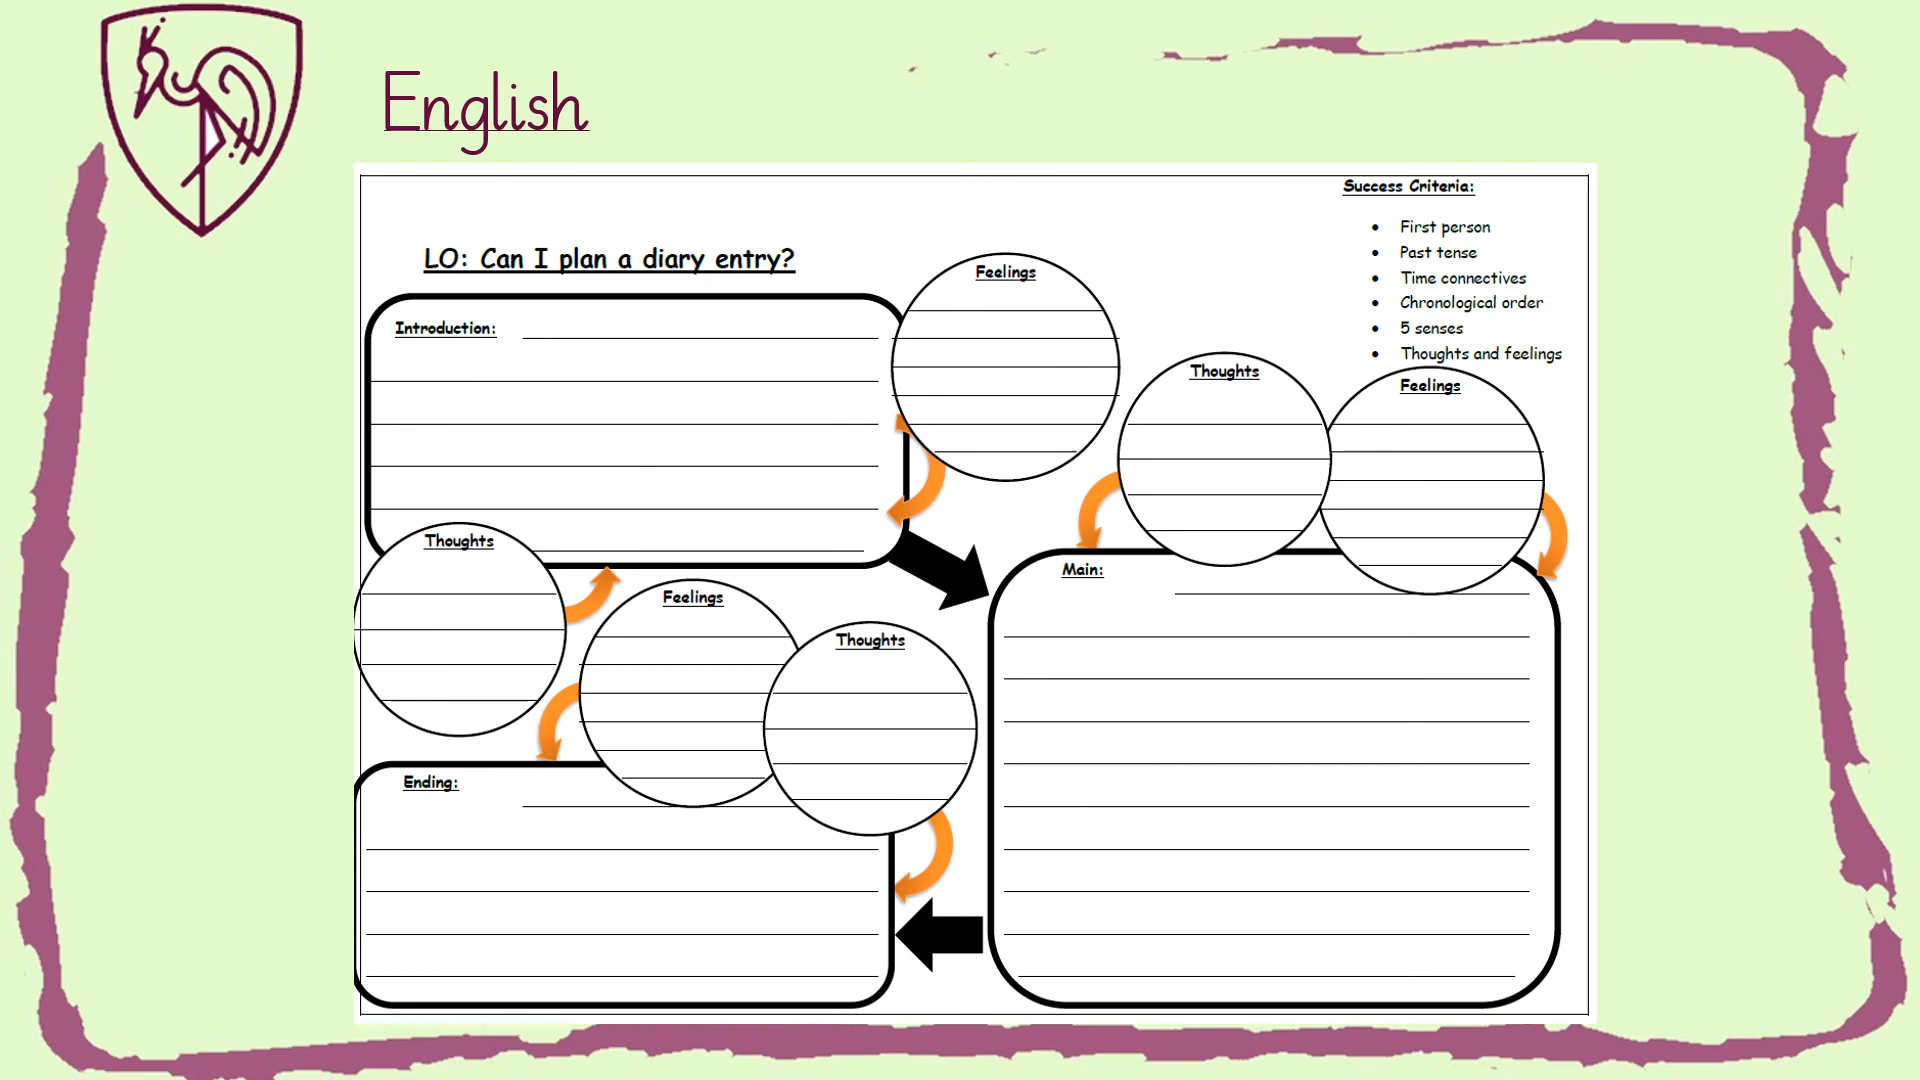 English
Success Criteria:
First person
Past tense
Time connectives
Chronological order
5 senses
Thoughts and feelings
LO: Can I plan a diary entry?
Feelings
Introduction:
Thoughts
Feelings
Thoughts
Main:
Feelings
Thoughts
Ending: